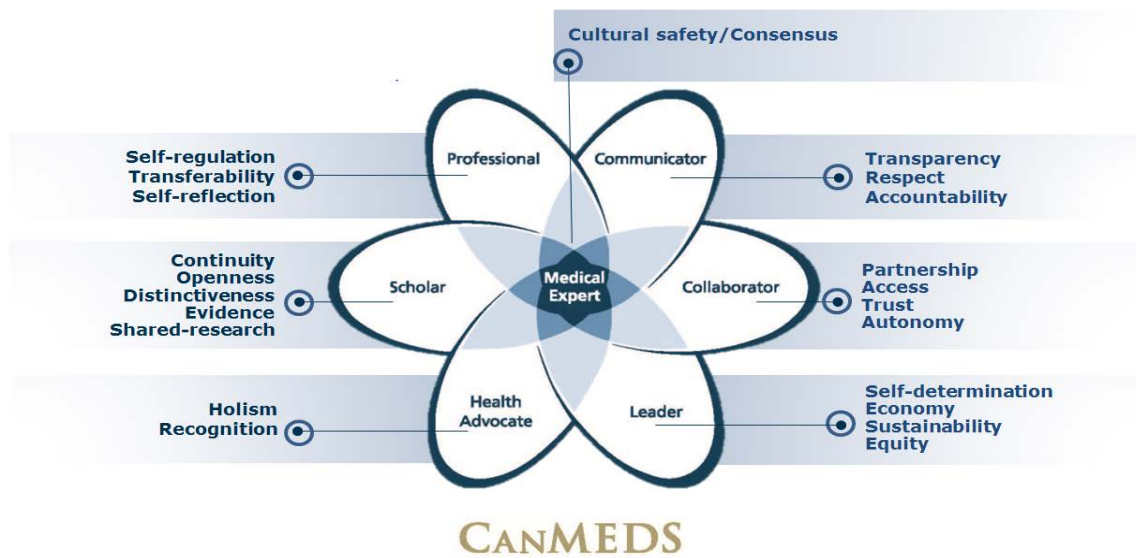 Cultural safety/Consensus
Self-regulation
Transferability
Self-reflection
Professional
Communicator
Transparency
Respect
Accountability
Continuity
Openness
Distinctiveness
Evidence
Shared-research
Scholar
Medical
Expert
Collaborator
Partnership
Access
Trust
Autonomy
Holism
Recognition
Health
Advocate
Leader
Self-determination
Economy
Sustainability
Equity
CANMEDS